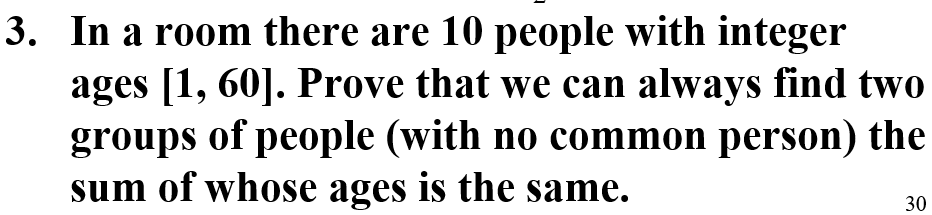 3. In a room there are 10 people with integer
ages [1, 60]. Prove that we can always find two
groups of people (with no common person) the
sum of whose ages is the same.
30